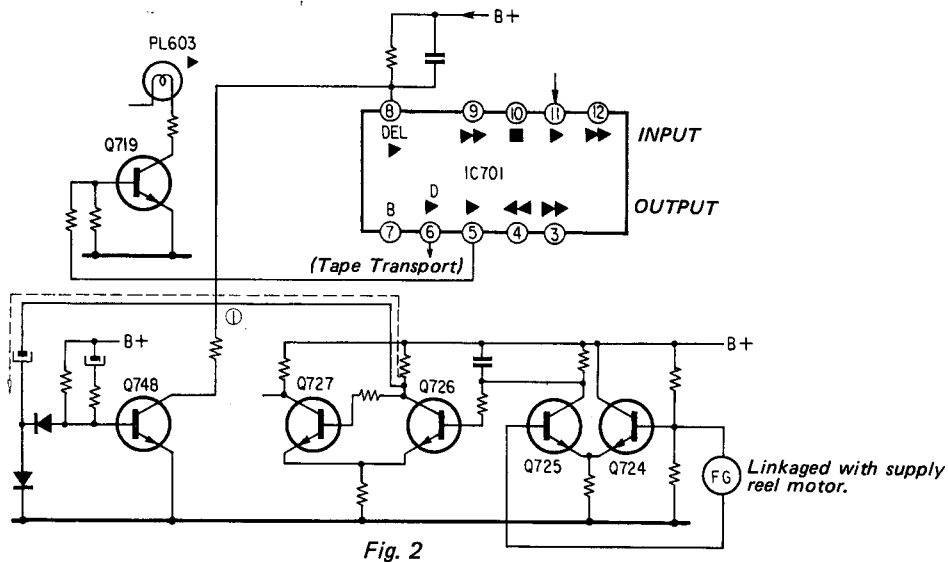 B+
PL603 ▶
Q719
8 9 10 11 12
DEL ▶ ▶▶ ■ ▶ ▶▶
INPUT
IC701
B D ▶ ▶ ◀◀ ▶▶
OUTPUT
7 6 5 4 3
(Tape Transport)
①
B+
B+
Q748
Q727
Q726
Q725
Q724
FG
Linkaged with supply
reel motor.
Fig. 2